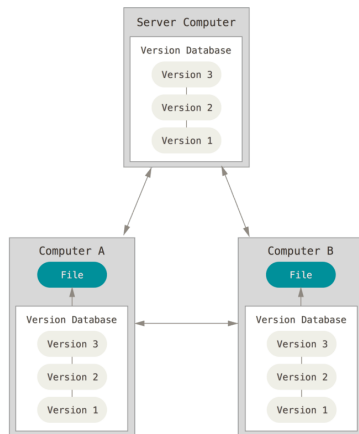 Server Computer
Version Database
Version 3
Version 2
Version 1
Computer A
File
Version Database
Version 3
Version 2
Version 1
Computer B
File
Version Database
Version 3
Version 2
Version 1